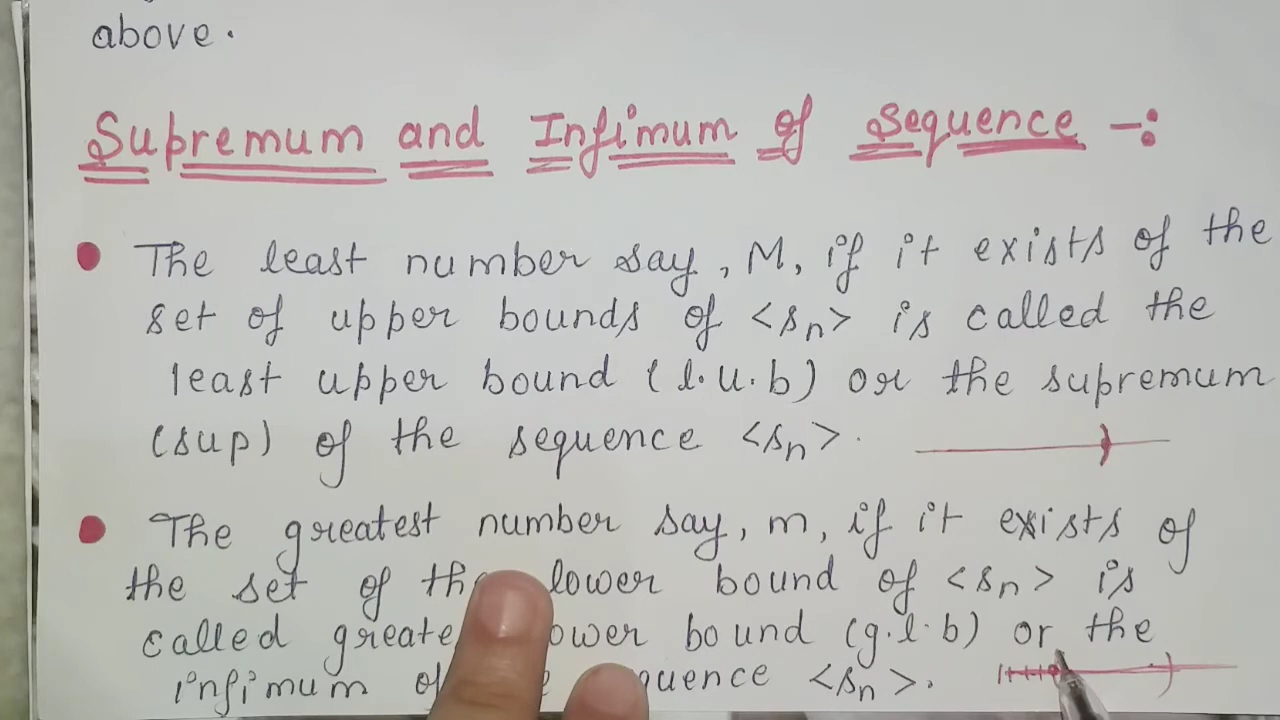 above.
Supremum and Infimum of Sequence -:
• The least number say, M, if it exists of the
set of upper bounds of <sn> is called the
least upper bound (l.u.b) or the supremum
(sup) of the sequence <sn>.
• The greatest number say, m, if it exists of
the set of the lower bound of <sn> is
called bound (g.l.b) or the
infimum <sn>.